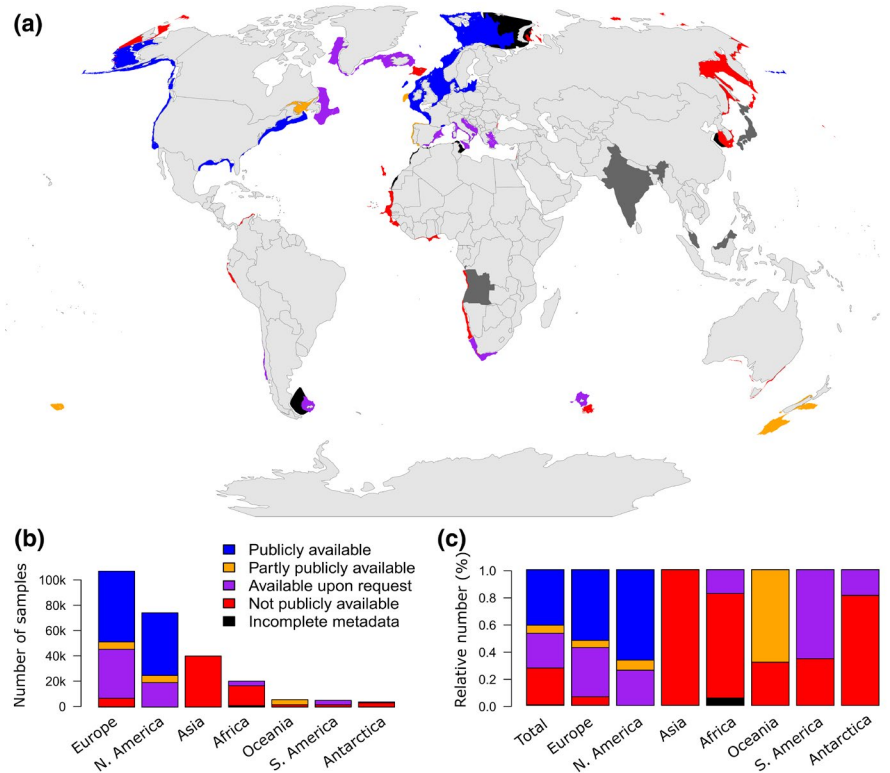 (a)
(b)
Number of samples
100k
80k
60k
40k
20k
0
Europe
N. America
Asia
Africa
Oceania
S. America
Antarctica
Publicly available
Partly publicly available
Available upon request
Not publicly available
Incomplete metadata
(c)
Relative number (%)
1.0
0.8
0.6
0.4
0.2
0.0
Total
Europe
N. America
Asia
Africa
Oceania
S. America
Antarctica